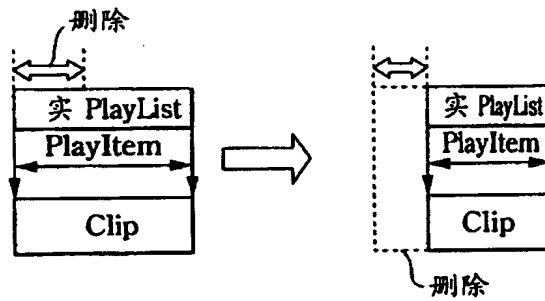 删除
实 PlayList
PlayItem
Clip
实 PlayList
PlayItem
Clip
删除